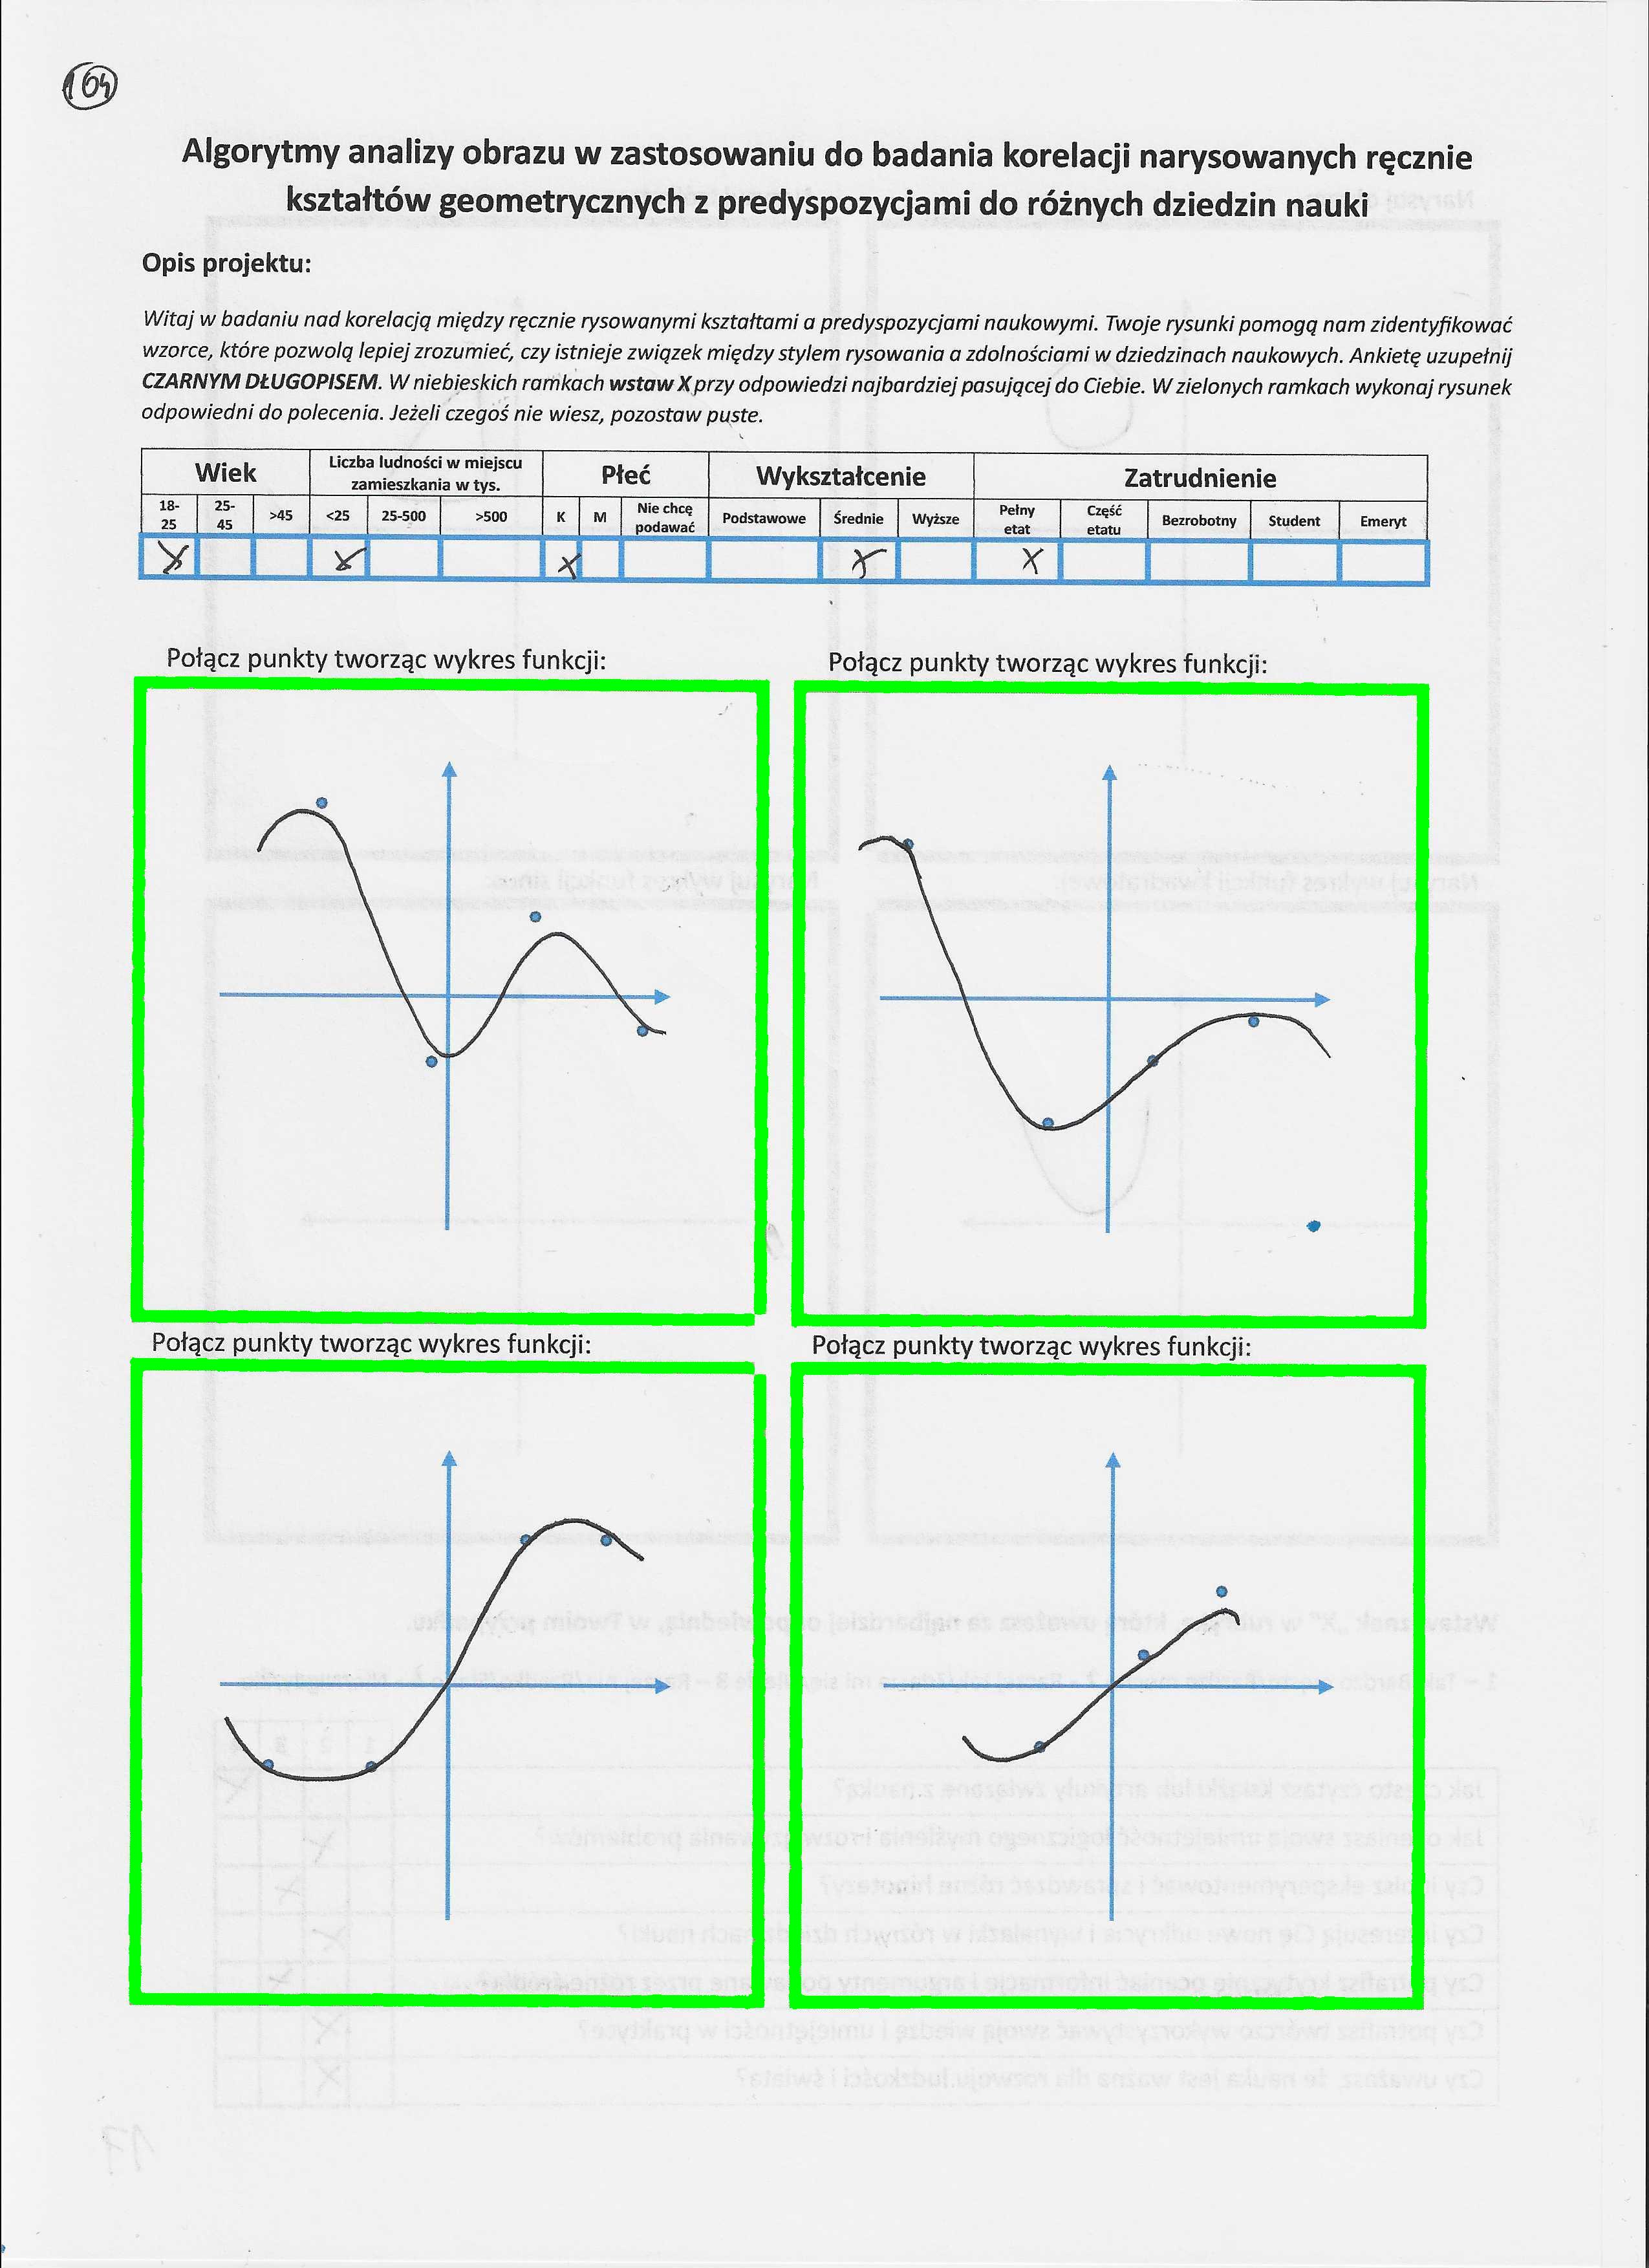 164
Algorytmy analizy obrazu w zastosowaniu do badania korelacji narysowanych ręcznie
kształtów geometrycznych z predyspozycjami do różnych dziedzin nauki
Opis projektu:
Witaj w badaniu nad korelacją między ręcznie rysowanymi kształtami a predyspozycjami naukowymi. Twoje rysunki pomogą nam zidentyfikować
wzorce, które pozwolą lepiej zrozumieć, czy istnieje związek między stylem rysowania a zdolnościami w dziedzinach naukowych. Ankietę uzupełnij
CZARNYM DŁUGOPISEM. W niebieskich ramkach wstaw X przy odpowiedzi najbardziej pasującej do Ciebie. W zielonych ramkach wykonaj rysunek
odpowiedni do polecenia. Jeżeli czegoś nie wiesz, pozostaw puste.
Wiek Liczba ludności w miejscu zamieszkania w tys. Płeć Wykształcenie Zatrudnienie
18-25 25-45 >45 <25 25-500 >500 K M Nie chcę podawać Podstawowe Średnie Wyższe Pełny etat Część etatu Bezrobotny Student Emeryt
X X X X X
Połącz punkty tworząc wykres funkcji: Połącz punkty tworząc wykres funkcji:
Połącz punkty tworząc wykres funkcji: Połącz punkty tworząc wykres funkcji: